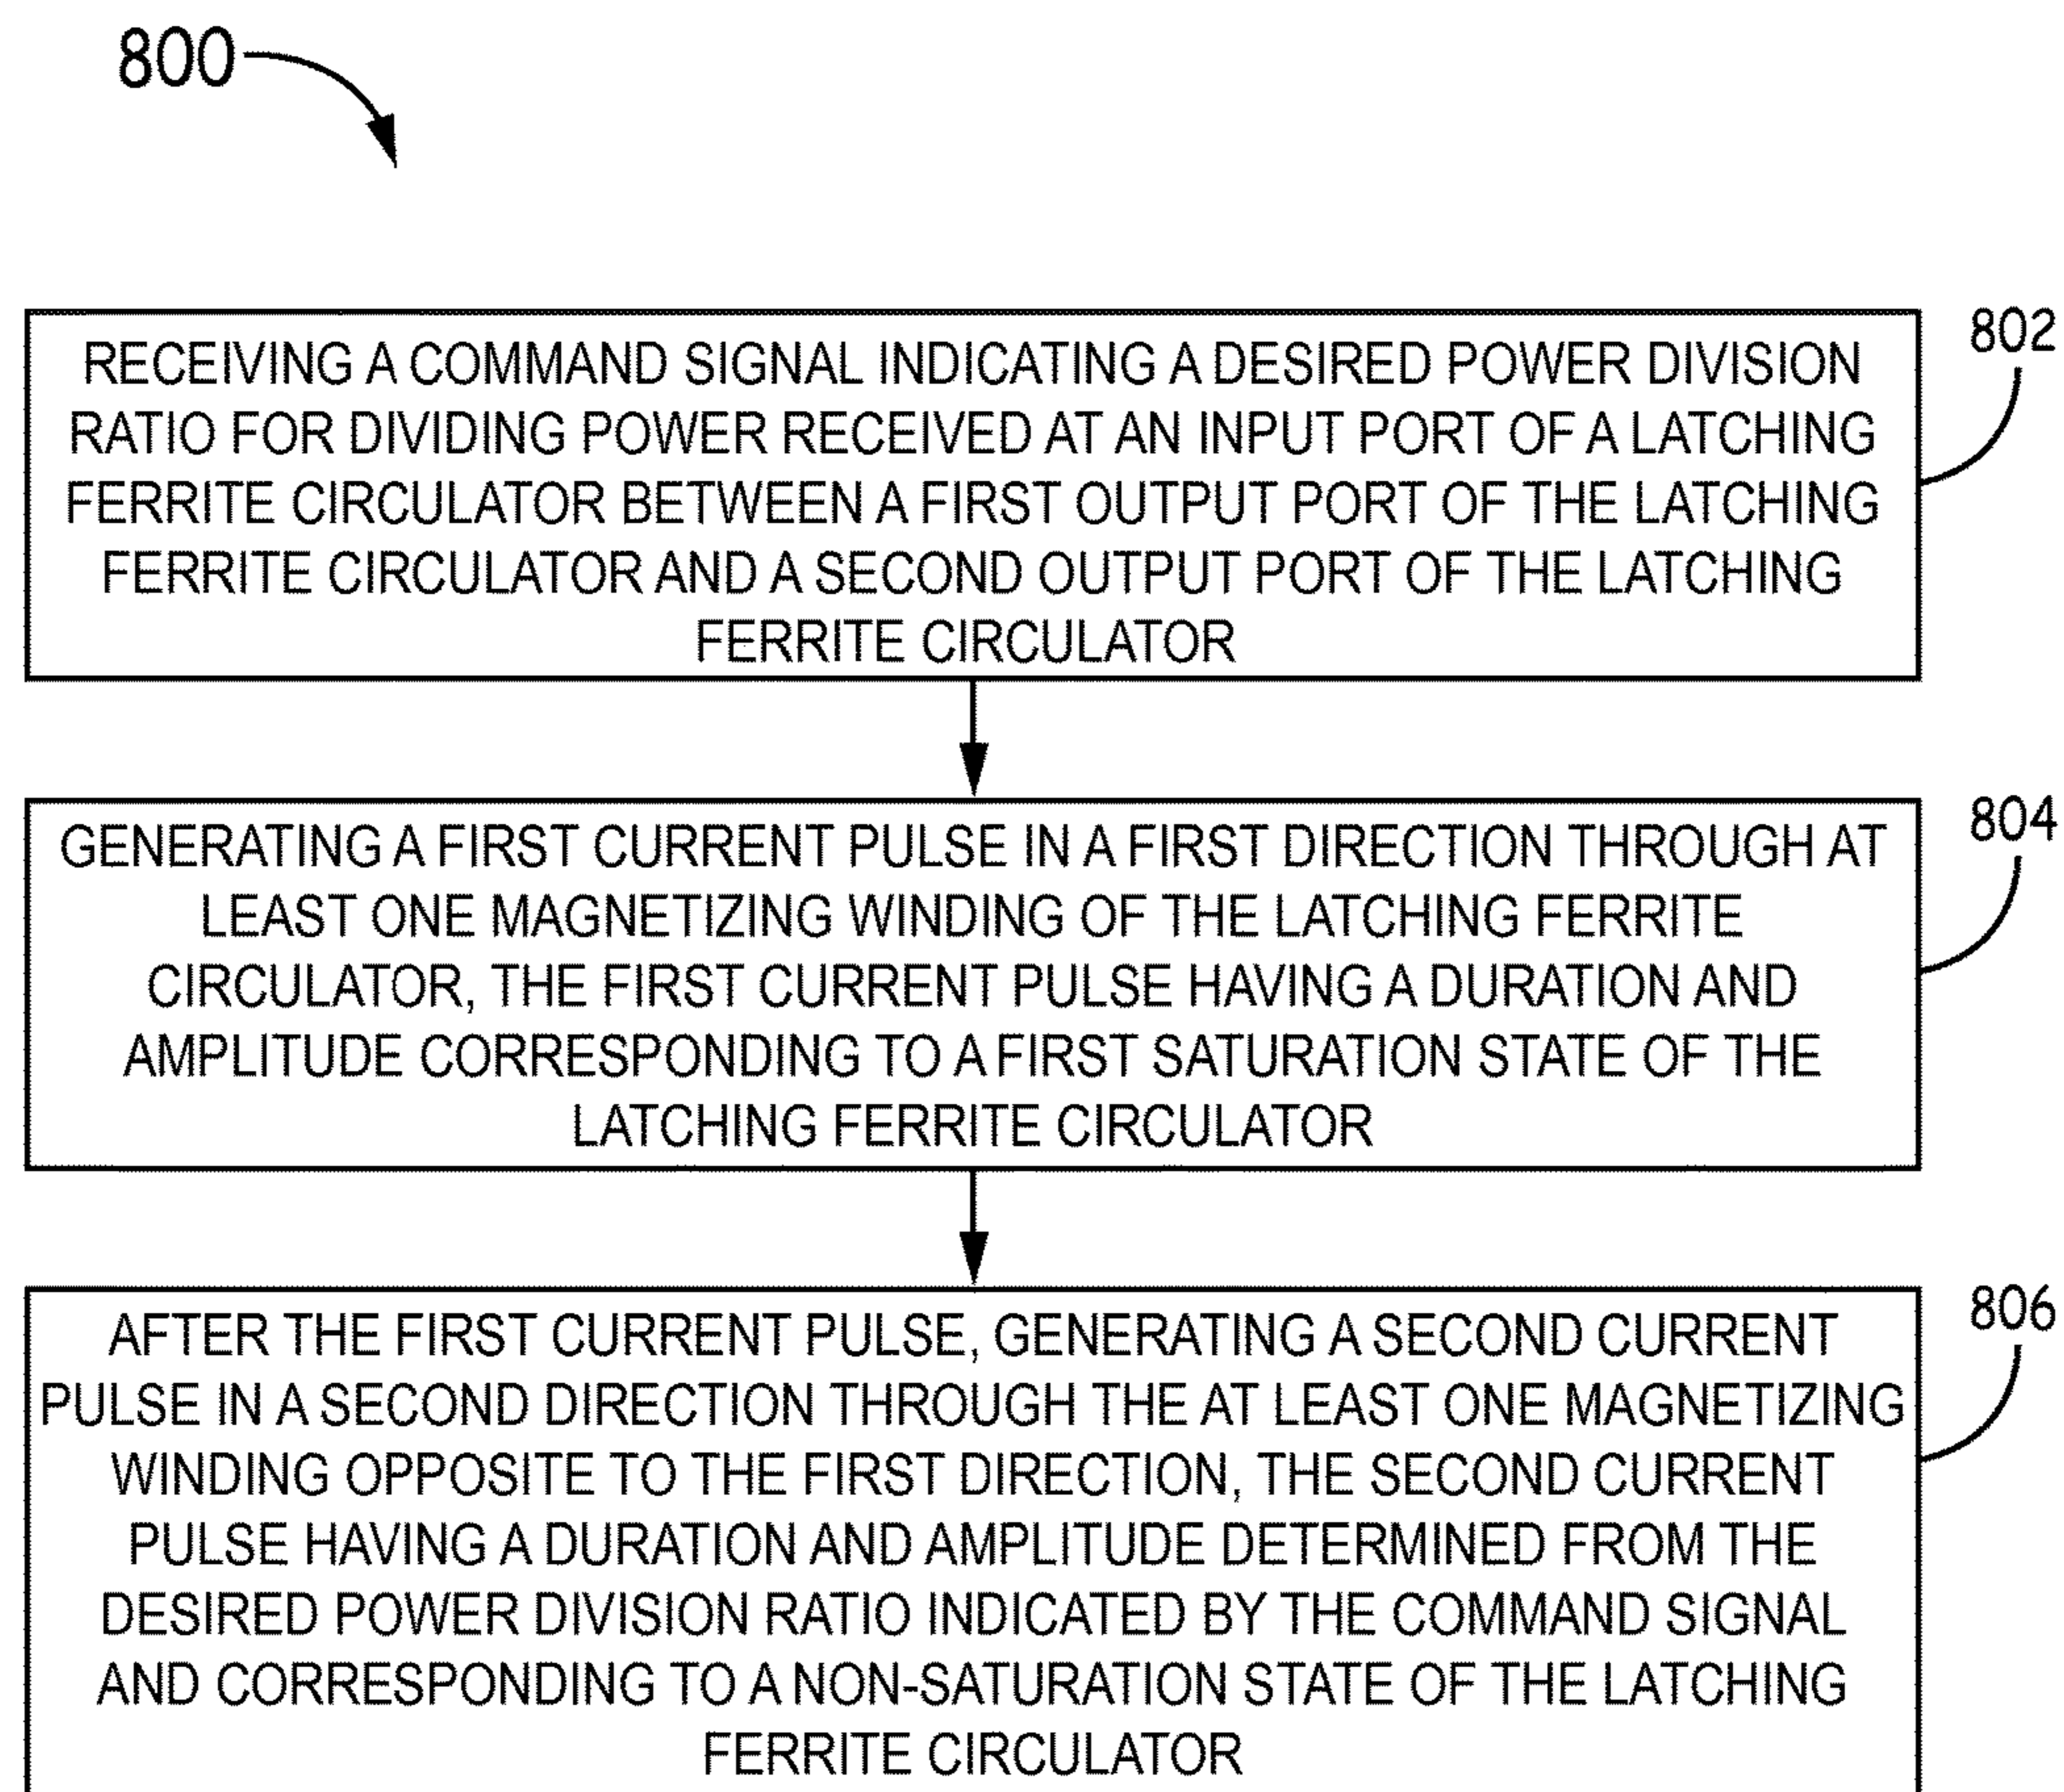 800
802
RECEIVING A COMMAND SIGNAL INDICATING A DESIRED POWER DIVISION
RATIO FOR DIVIDING POWER RECEIVED AT AN INPUT PORT OF A LATCHING
FERRITE CIRCULATOR BETWEEN A FIRST OUTPUT PORT OF THE LATCHING
FERRITE CIRCULATOR AND A SECOND OUTPUT PORT OF THE LATCHING
FERRITE CIRCULATOR
804
GENERATING A FIRST CURRENT PULSE IN A FIRST DIRECTION THROUGH AT
LEAST ONE MAGNETIZING WINDING OF THE LATCHING FERRITE
CIRCULATOR, THE FIRST CURRENT PULSE HAVING A DURATION AND
AMPLITUDE CORRESPONDING TO A FIRST SATURATION STATE OF THE
LATCHING FERRITE CIRCULATOR
806
AFTER THE FIRST CURRENT PULSE, GENERATING A SECOND CURRENT
PULSE IN A SECOND DIRECTION THROUGH THE AT LEAST ONE MAGNETIZING
WINDING OPPOSITE TO THE FIRST DIRECTION, THE SECOND CURRENT
PULSE HAVING A DURATION AND AMPLITUDE DETERMINED FROM THE
DESIRED POWER DIVISION RATIO INDICATED BY THE COMMAND SIGNAL
AND CORRESPONDING TO A NON-SATURATION STATE OF THE LATCHING
FERRITE CIRCULATOR